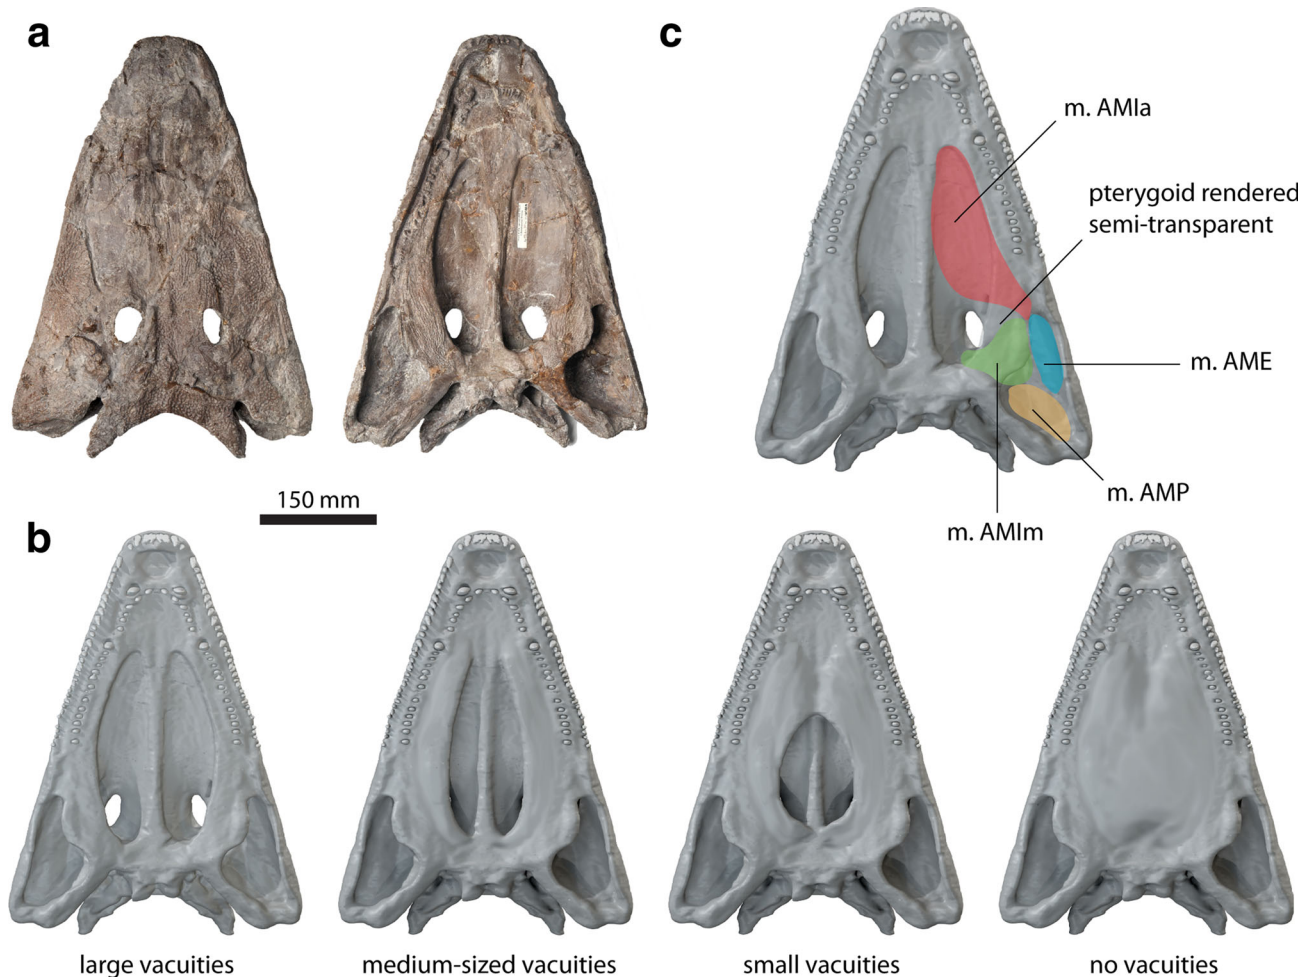 a
c
m. AMIa
pterygoid rendered
semi-transparent
m. AME
m. AMP
m. AMIm
150 mm
b
large vacuities
medium-sized vacuities
small vacuities
no vacuities